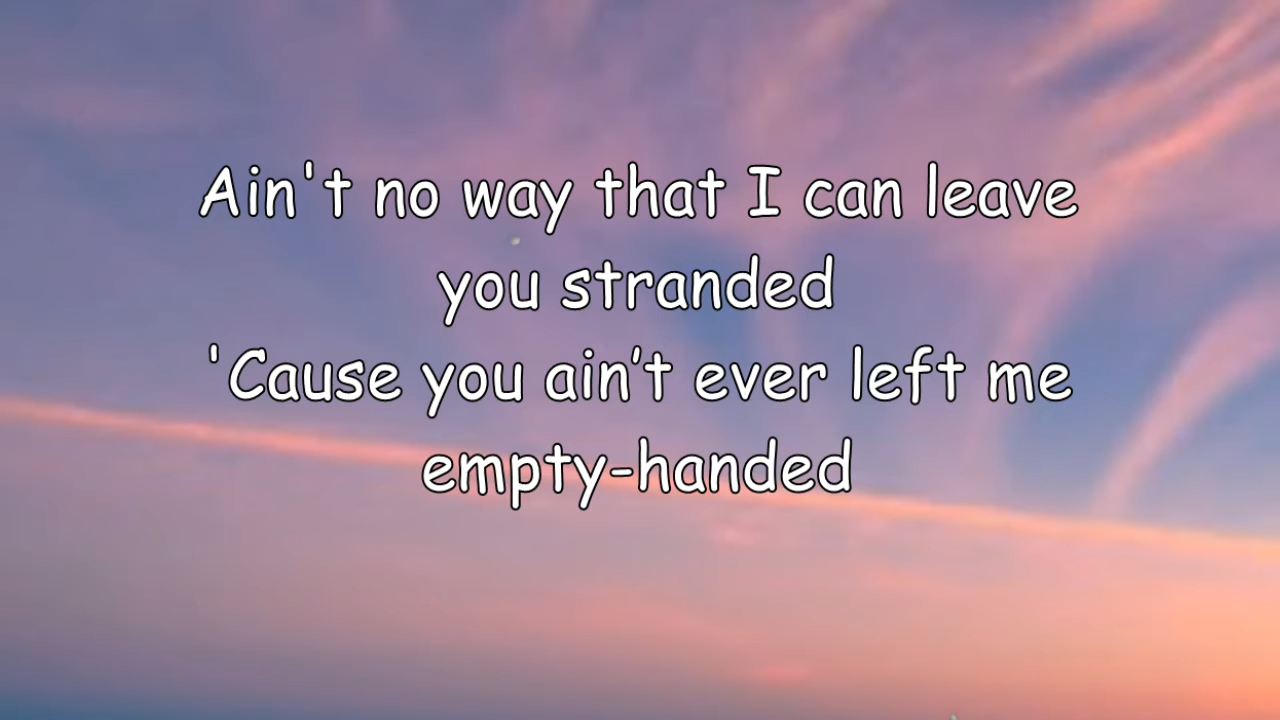 Ain't no way that I can leave
you stranded
'Cause you ain’t ever left me
empty-handed